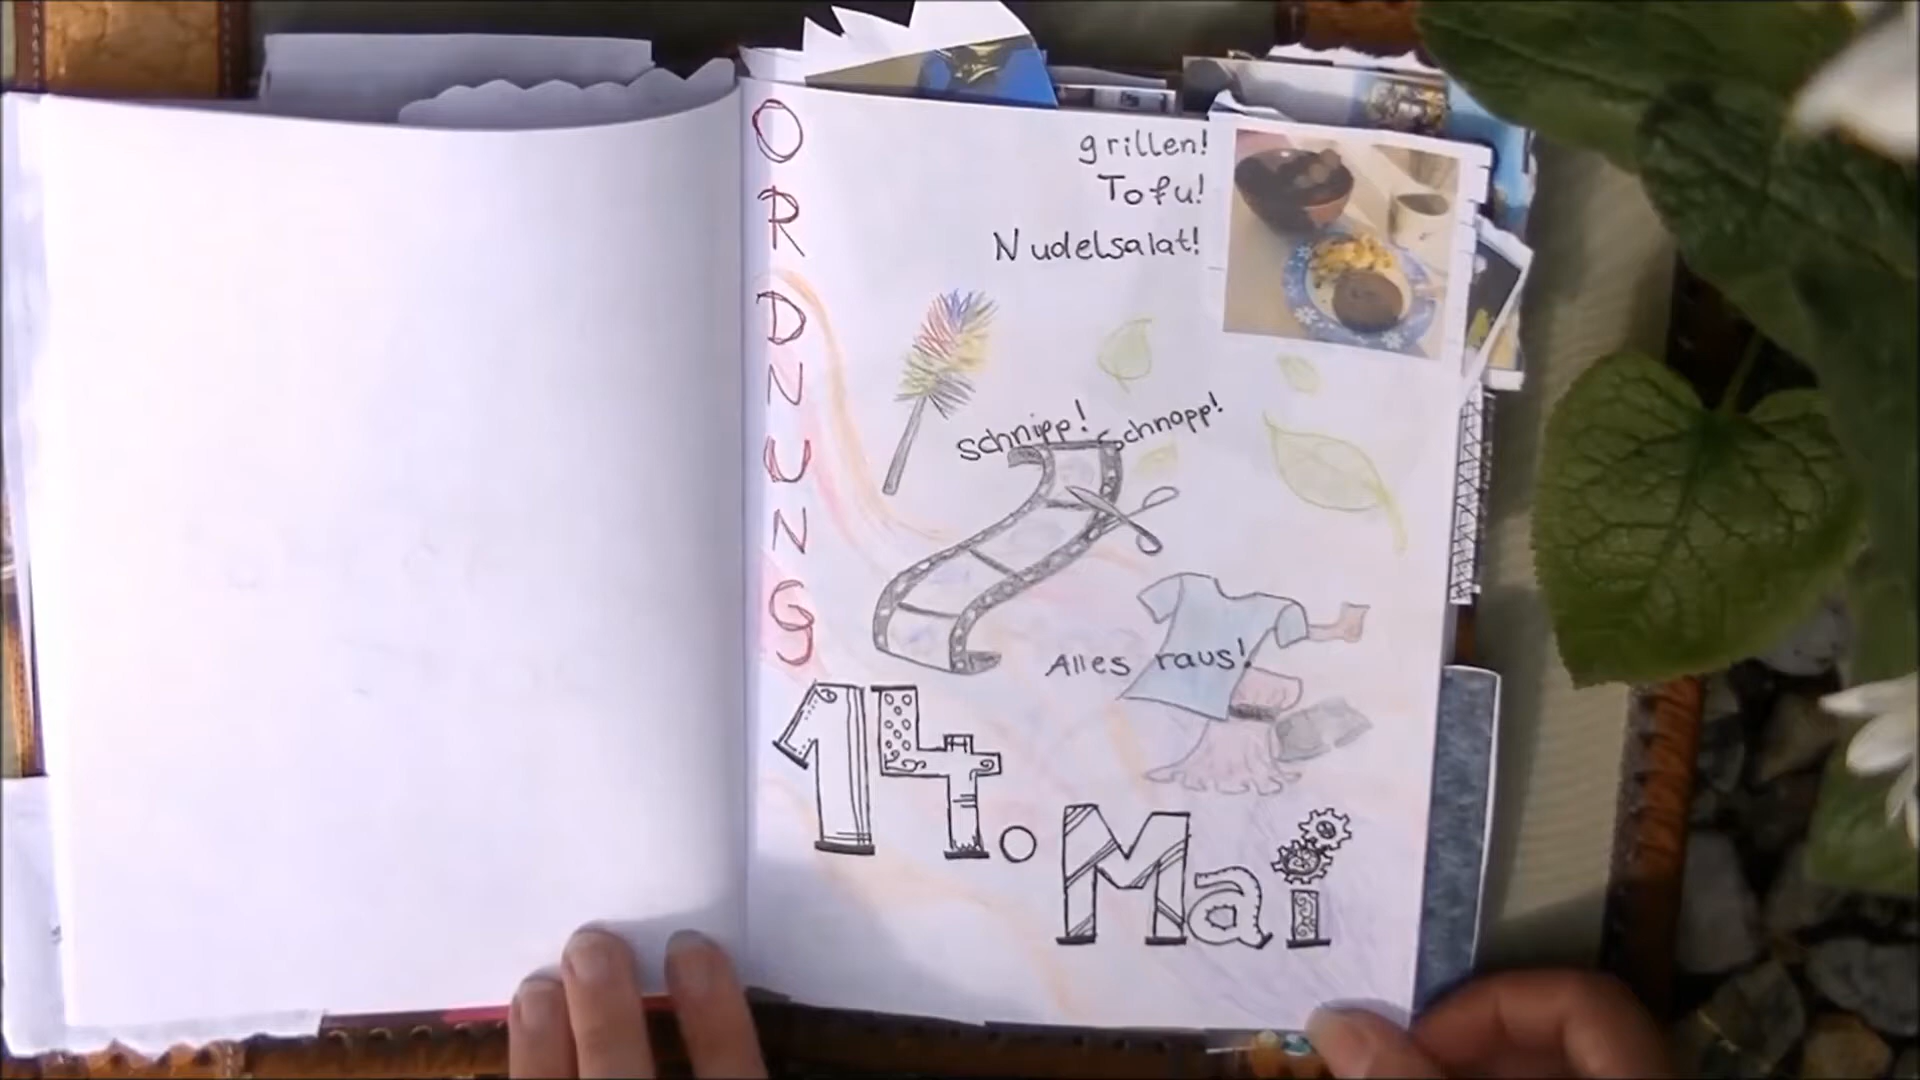 ORDNUNG
grillen!
Tofu!
Nudelsalat!
schnipp! schnapp!
Alles raus!
14. Mai